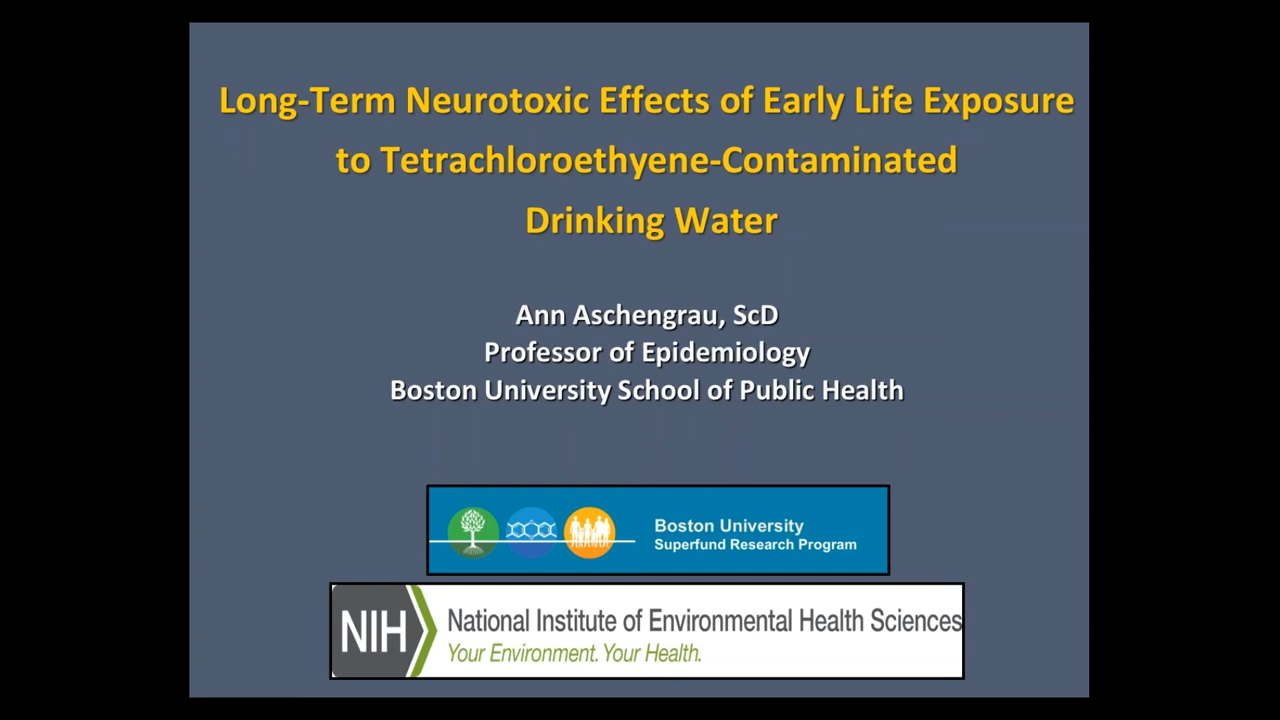 Long-Term Neurotoxic Effects of Early Life Exposure
to Tetrachloroethyene-Contaminated
Drinking Water
Ann Aschengrau, ScD
Professor of Epidemiology
Boston University School of Public Health
Boston University
Superfund Research Program
NIH
National Institute of Environmental Health Sciences
Your Environment. Your Health.